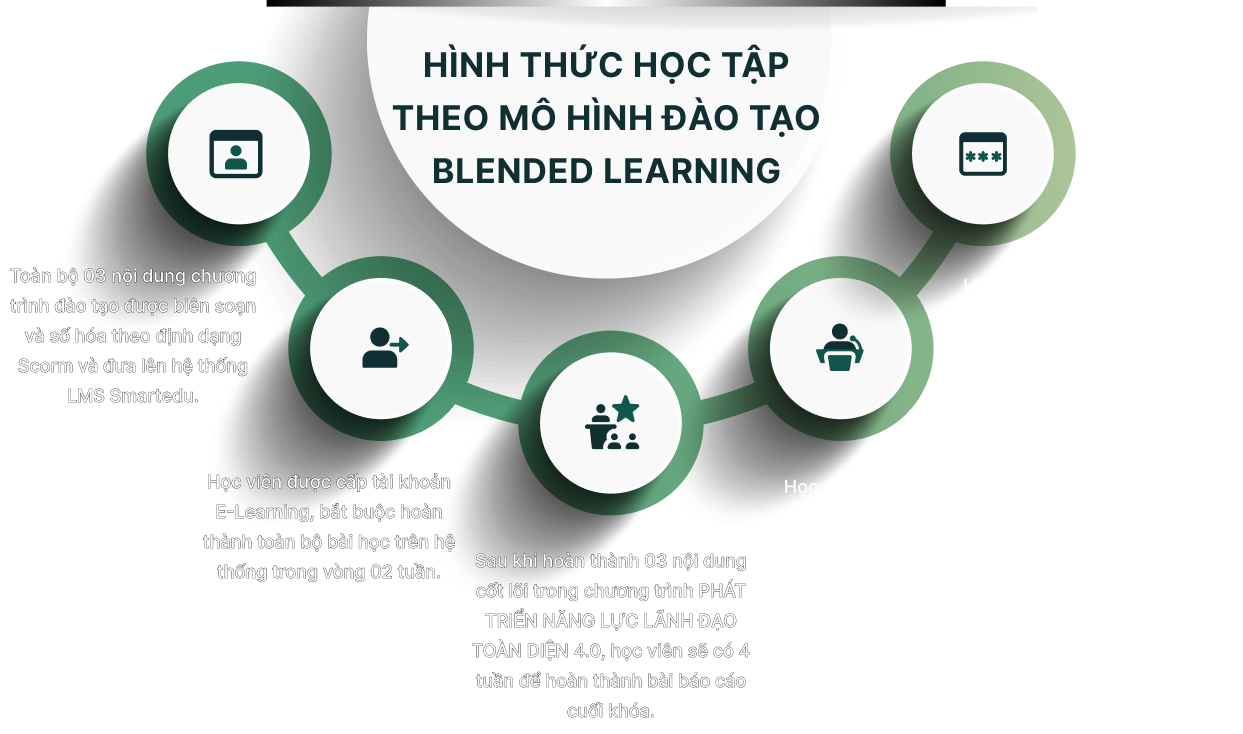 HÌNH THỨC HỌC TẬP
THEO MÔ HÌNH ĐÀO TẠO
BLENDED LEARNING
Toàn bộ 03 nội dung chương
trình đào tạo được biên soạn
và số hóa theo định dạng
Scorm và đưa lên hệ thống
LMS Smartedu.
Học viên được cấp tài khoản
E-Learning, bắt buộc hoàn
thành toàn bộ bài học trên hệ
thống trong vòng 02 tuần.
Sau khi hoàn thành 03 nội dung
cốt lõi trong chương trình PHÁT
TRIỂN NĂNG LỰC LÃNH ĐẠO
TOÀN DIỆN 4.0, học viên sẽ có 4
tuần để hoàn thành bài báo cáo
cuối khóa.
Học